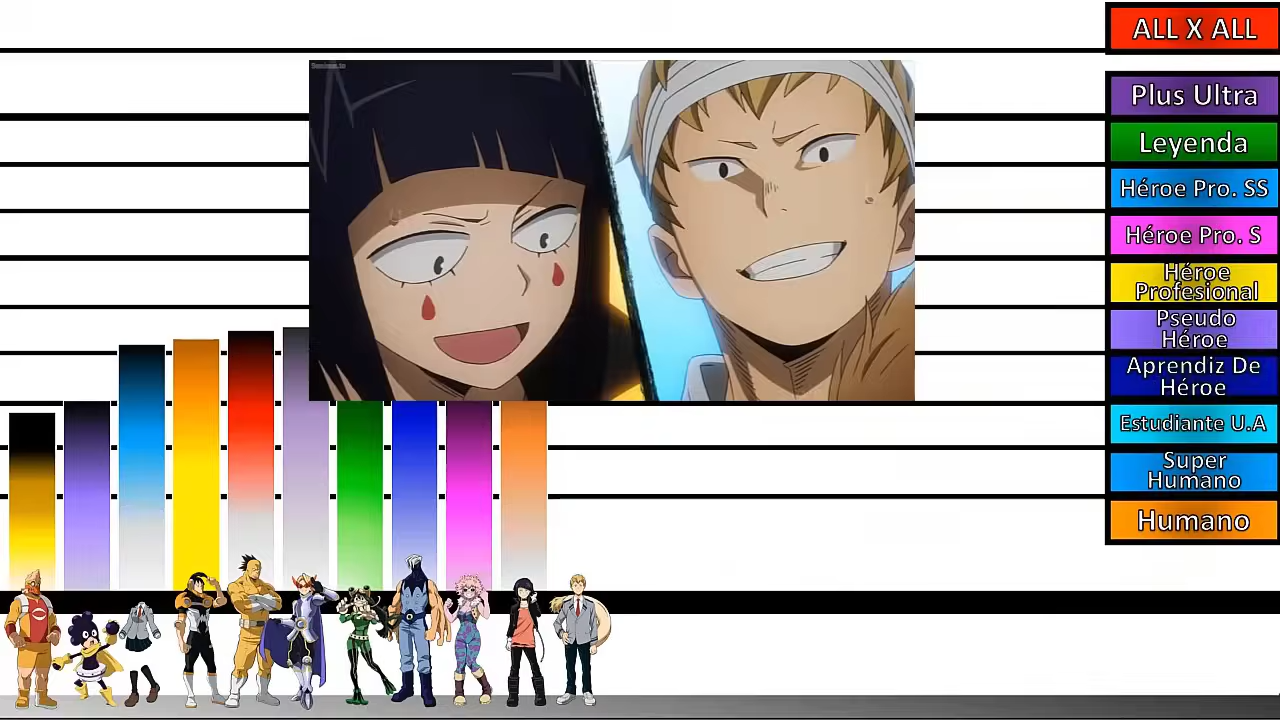 ALL X ALL
Plus Ultra
Leyenda
Héroe Pro. SS
Héroe Pro. S
Héroe
Profesional
Pseudo
Héroe
Aprendiz De
Héroe
Estudiante U.A
Super
Humano
Humano